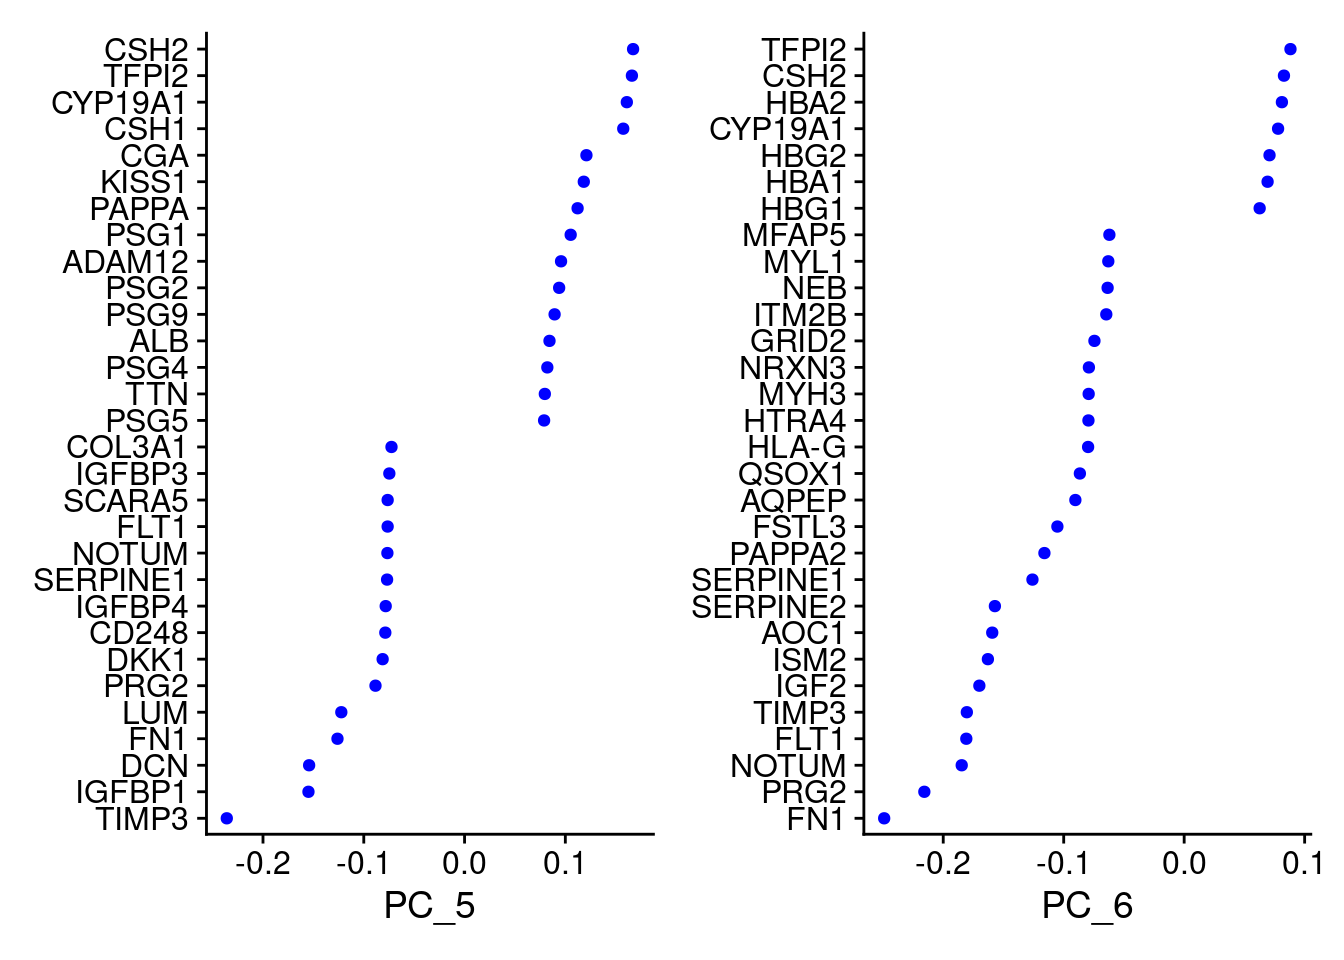 CSH2
TFPI2
CYP19A1
CSH1
CGA
KISS1
PAPPA
PSG1
ADAM12
PSG2
PSG9
ALB
PSG4
TTN
PSG5
COL3A1
IGFBP3
SCARA5
FLT1
NOTUM
SERPINE1
IGFBP4
CD248
DKK1
PRG2
LUM
FN1
DCN
IGFBP1
TIMP3
-0.2 -0.1 0.0 0.1
PC_5
TFPI2
CSH2
HBA2
CYP19A1
HBG2
HBA1
HBG1
MFAP5
MYL1
NEB
ITM2B
GRID2
NRXN3
MYH3
HTRA4
HLA-G
QSOX1
AQPEP
FSTL3
PAPPA2
SERPINE1
SERPINE2
AOC1
ISM2
IGF2
TIMP3
FLT1
NOTUM
PRG2
FN1
-0.2 -0.1 0.0 0.1
PC_6